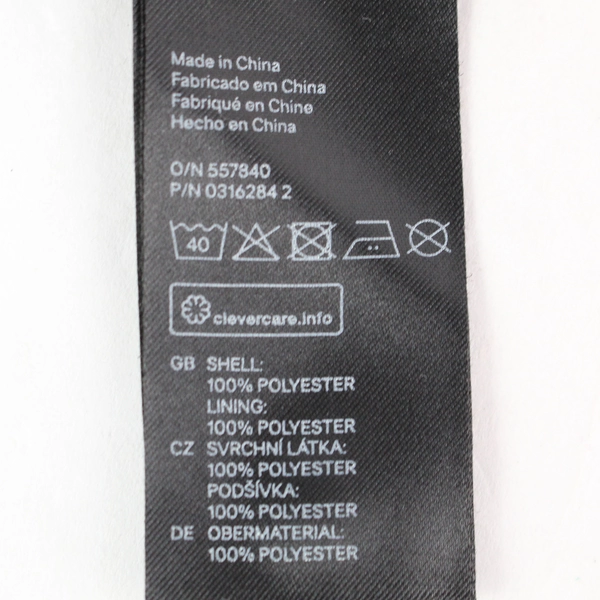 Made in China
Fabricado em China
Fabriqué en Chine
Hecho en China
O/N 557840
P/N 0316284 2
40
clevercare.info
GB SHELL:
100% POLYESTER
LINING:
100% POLYESTER
CZ SVRCHNÍ LÁTKA:
100% POLYESTER
PODŠÍVKA:
100% POLYESTER
DE OBERMATERIAL:
100% POLYESTER